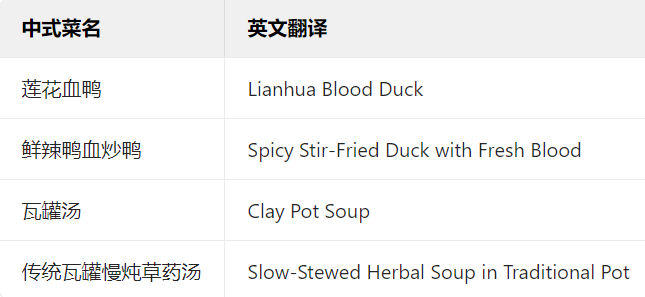 中式菜名 英文翻译
莲花血鸭 Lianhua Blood Duck
鲜辣鸭血炒鸭 Spicy Stir-Fried Duck with Fresh Blood
瓦罐汤 Clay Pot Soup
传统瓦罐慢炖草药汤 Slow-Stewed Herbal Soup in Traditional Pot